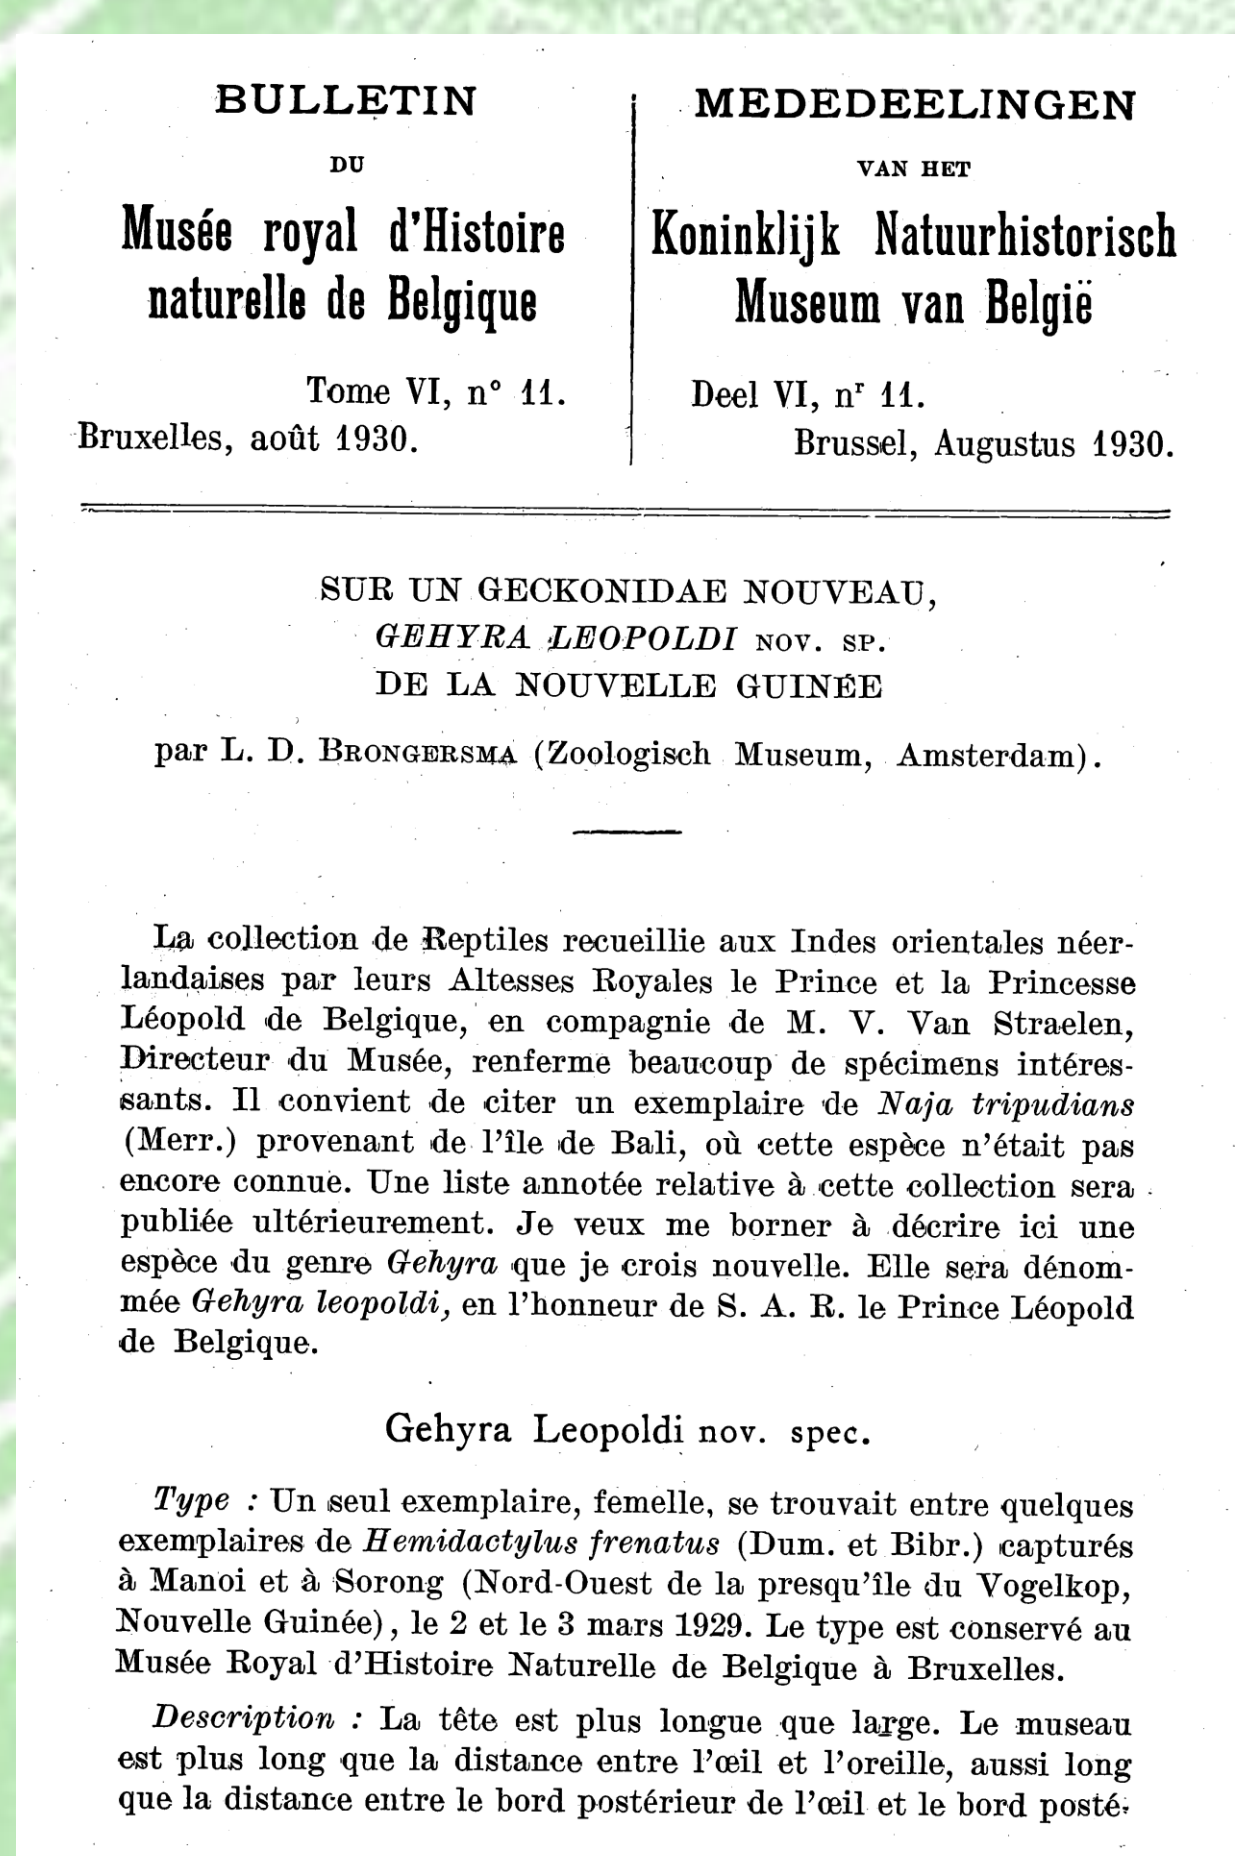 BULLETIN
DU
Musée royal d'Histoire
naturelle de Belgique
Tome VI, n° 11.
Bruxelles, août 1930.
MEDEDEELINGEN
VAN HET
Koninklijk Natuurhistorisch
Museum van België
Deel VI, nʳ 11.
Brussel, Augustus 1930.
SUR UN GECKONIDAE NOUVEAU,
GEHYRA LEOPOLDI NOV. SP.
DE LA NOUVELLE GUINÉE
par L. D. BRONGERSMA (Zoologisch Museum, Amsterdam).
La collection de Reptiles recueillie aux Indes orientales néer-
landaises par leurs Altesses Royales le Prince et la Princesse
Léopold de Belgique, en compagnie de M. V. Van Straelen,
Directeur du Musée, renferme beaucoup de spécimens intéres-
sants. Il convient de citer un exemplaire de Naja tripudians
(Merr.) provenant de l'île de Bali, où cette espèce n'était pas
encore connue. Une liste annotée relative à cette collection sera
publiée ultérieurement. Je veux me borner à décrire ici une
espèce du genre Gehyra que je crois nouvelle. Elle sera dénom-
mée Gehyra leopoldi, en l'honneur de S. A. R. le Prince Léopold
de Belgique.
Gehyra Leopoldi nov. spec.
Type : Un seul exemplaire, femelle, se trouvait entre quelques
exemplaires de Hemidactylus frenatus (Dum. et Bibr.) capturés
à Manoi et à Sorong (Nord-Ouest de la presqu'île du Vogelkop,
Nouvelle Guinée), le 2 et le 3 mars 1929. Le type est conservé au
Musée Royal d'Histoire Naturelle de Belgique à Bruxelles.
Description : La tête est plus longue que large. Le museau
est plus long que la distance entre l'œil et l'oreille, aussi long
que la distance entre le bord postérieur de l'œil et le bord posté-